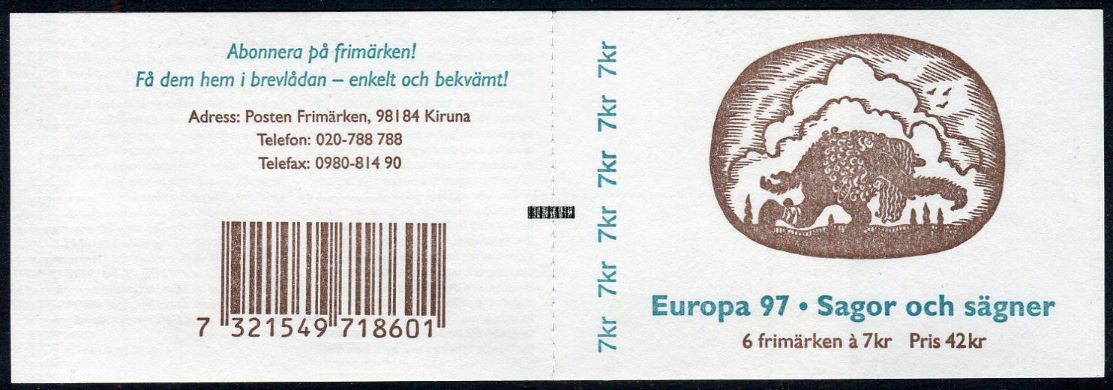 Abonnera på frimärken!
Få dem hem i brevlådan – enkelt och bekvämt!
Adress: Posten Frimärken, 98184 Kiruna
Telefon: 020-788 788
Telefax: 0980-814 90
7 321549 718601
7kr 7kr 7kr 7kr 7kr 7kr
Europa 97 • Sagor och sägner
6 frimärken à 7kr Pris 42kr